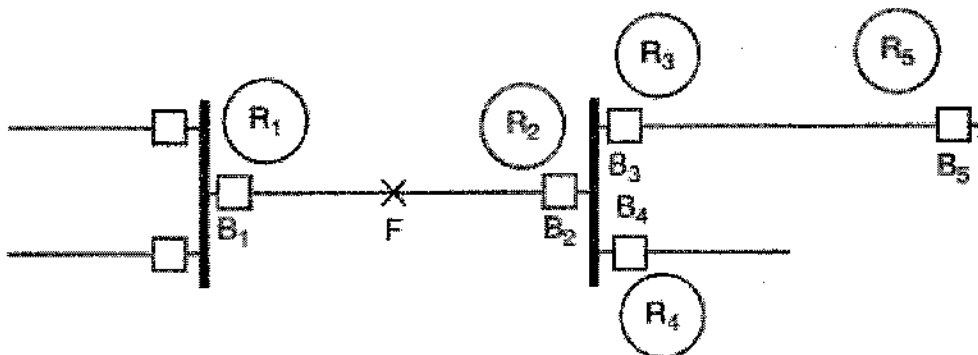 R₃ R₅
R₁ R₂
B₃ B₅
B₁ F B₂ B₄
R₄